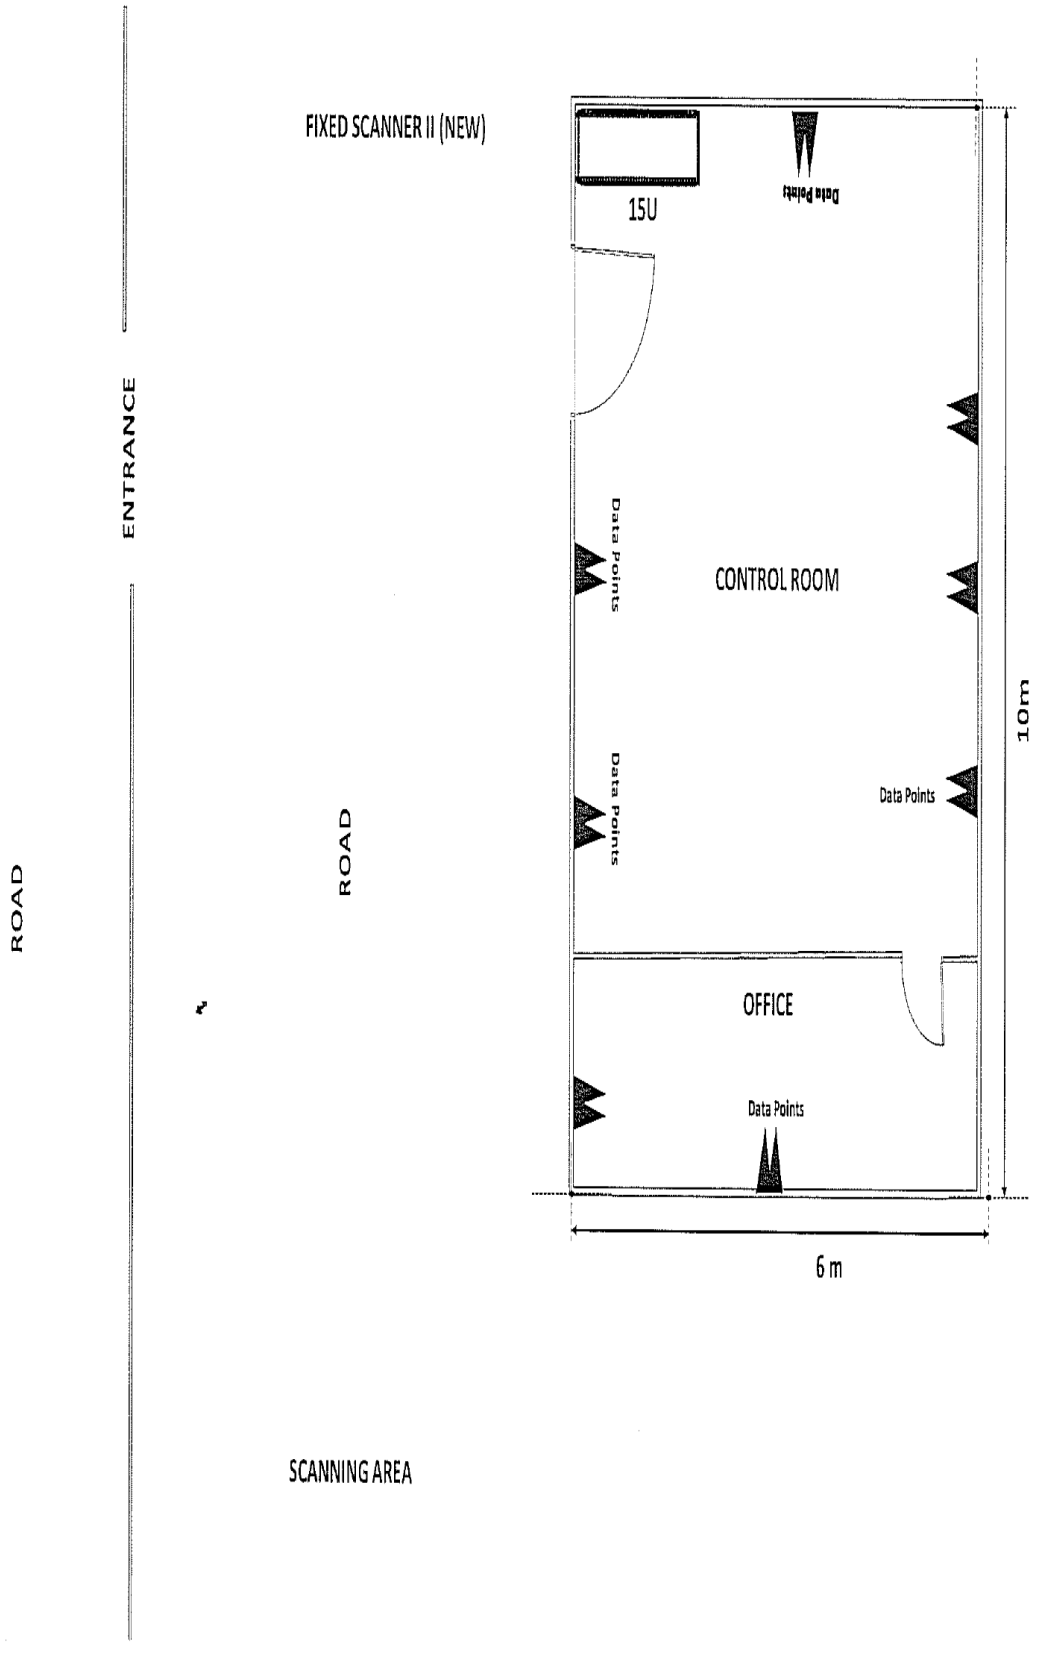 FIXED SCANNER II (NEW)
15U
Data Points
ENTRANCE
Data Points
CONTROL ROOM
10m
Data Points
Data Points
ROAD
ROAD
OFFICE
Data Points
6 m
SCANNING AREA